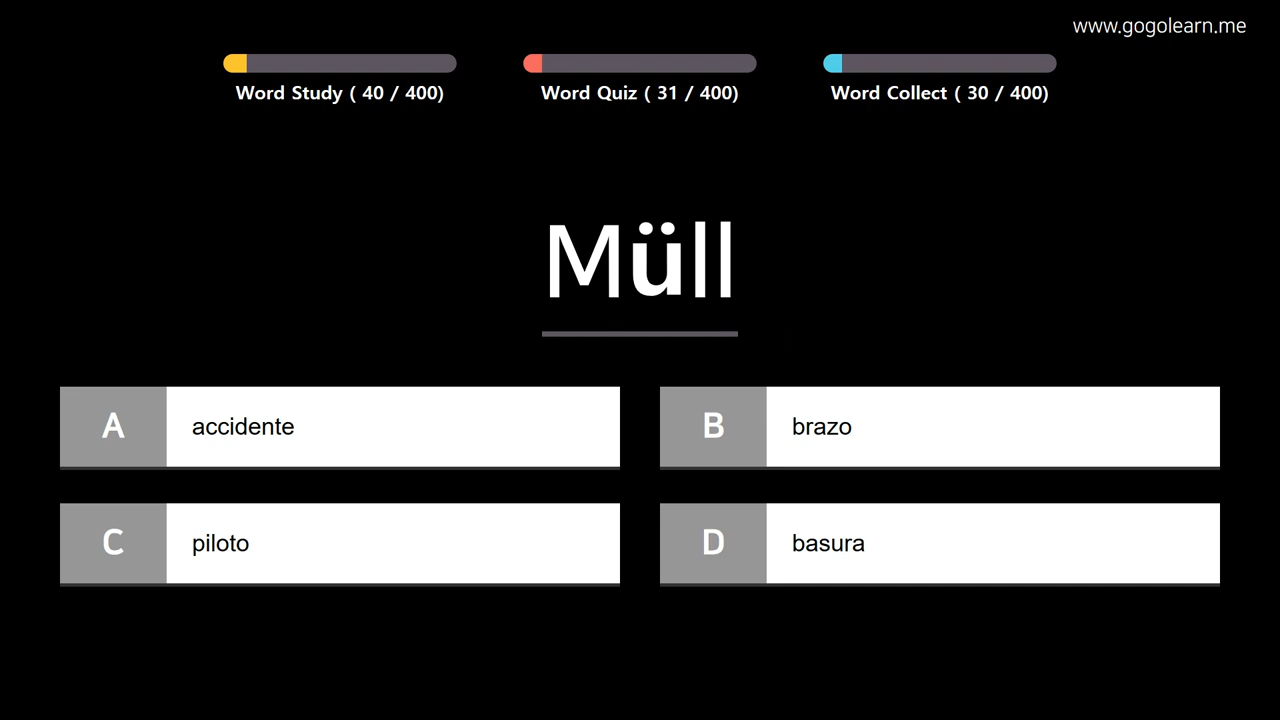 www.gogolearn.me
Word Study ( 40 / 400)
Word Quiz ( 31 / 400)
Word Collect ( 30 / 400)
Müll
A accidente
B brazo
C piloto
D basura